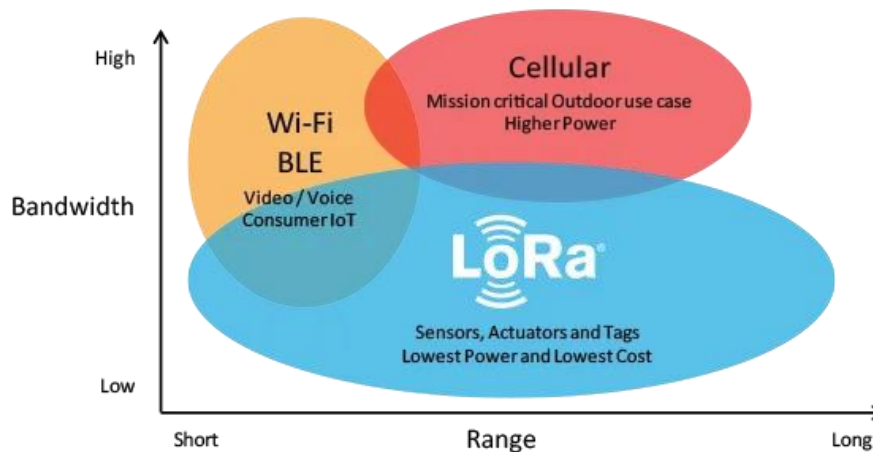 High
Bandwidth
Low
Wi-Fi
BLE
Video / Voice
Consumer IoT
Cellular
Mission critical Outdoor use case
Higher Power
LoRa®
Sensors, Actuators and Tags
Lowest Power and Lowest Cost
Short
Range
Long